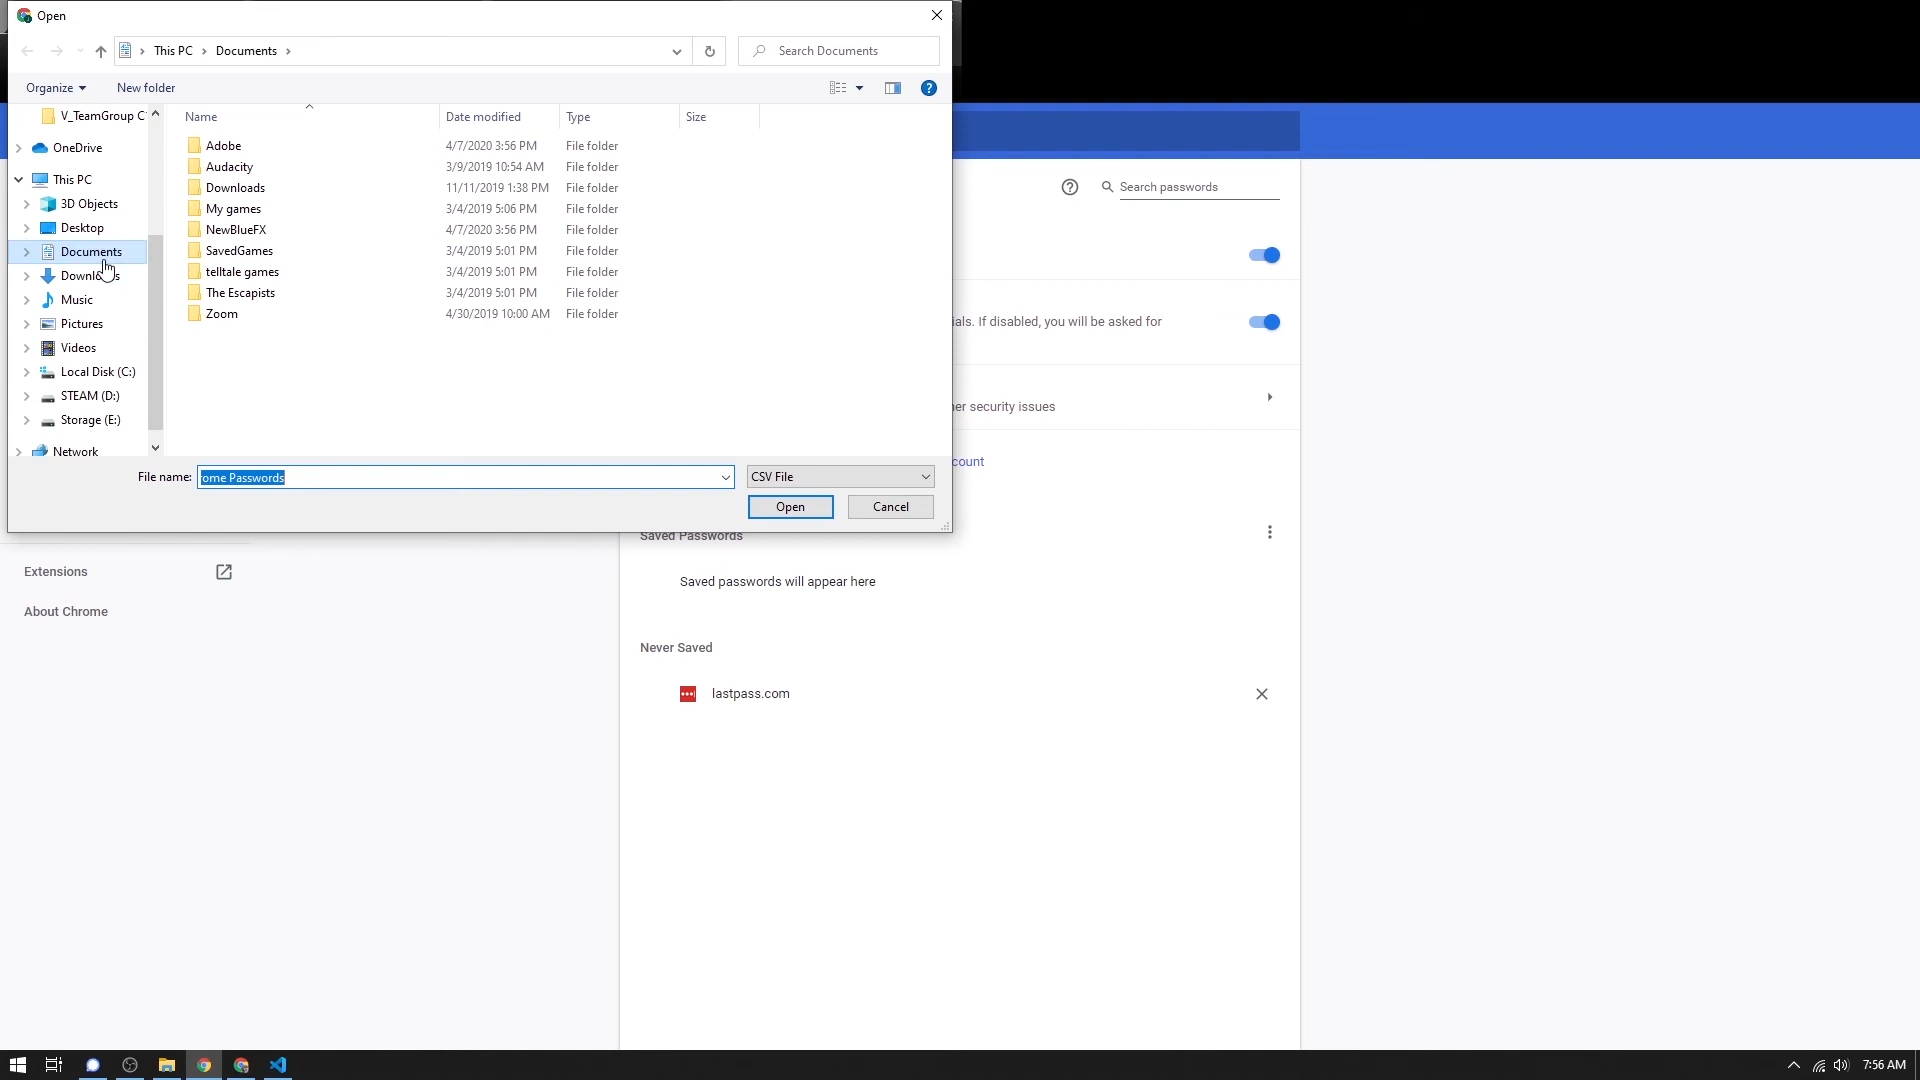 Open
This PC > Documents >
Search Documents
Organize
New folder
V_TeamGroup C
OneDrive
This PC
3D Objects
Desktop
Documents
Downloads
Music
Pictures
Videos
Local Disk (C:)
STEAM (D:)
Storage (E:)
Network
Name Date modified Type Size
Adobe 4/7/2020 3:56 PM File folder
Audacity 3/9/2019 10:54 AM File folder
Downloads 11/11/2019 1:38 PM File folder
My games 3/4/2019 5:06 PM File folder
NewBlueFX 4/7/2020 3:56 PM File folder
SavedGames 3/4/2019 5:01 PM File folder
telltale games 3/4/2019 5:01 PM File folder
The Escapists 3/4/2019 5:01 PM File folder
Zoom 4/30/2019 10:00 AM File folder
File name: ome Passwords
CSV File
Open Cancel
Search passwords
ials. If disabled, you will be asked for
her security issues
count
Saved Passwords
Saved passwords will appear here
Never Saved
lastpass.com
Extensions
About Chrome
7:56 AM